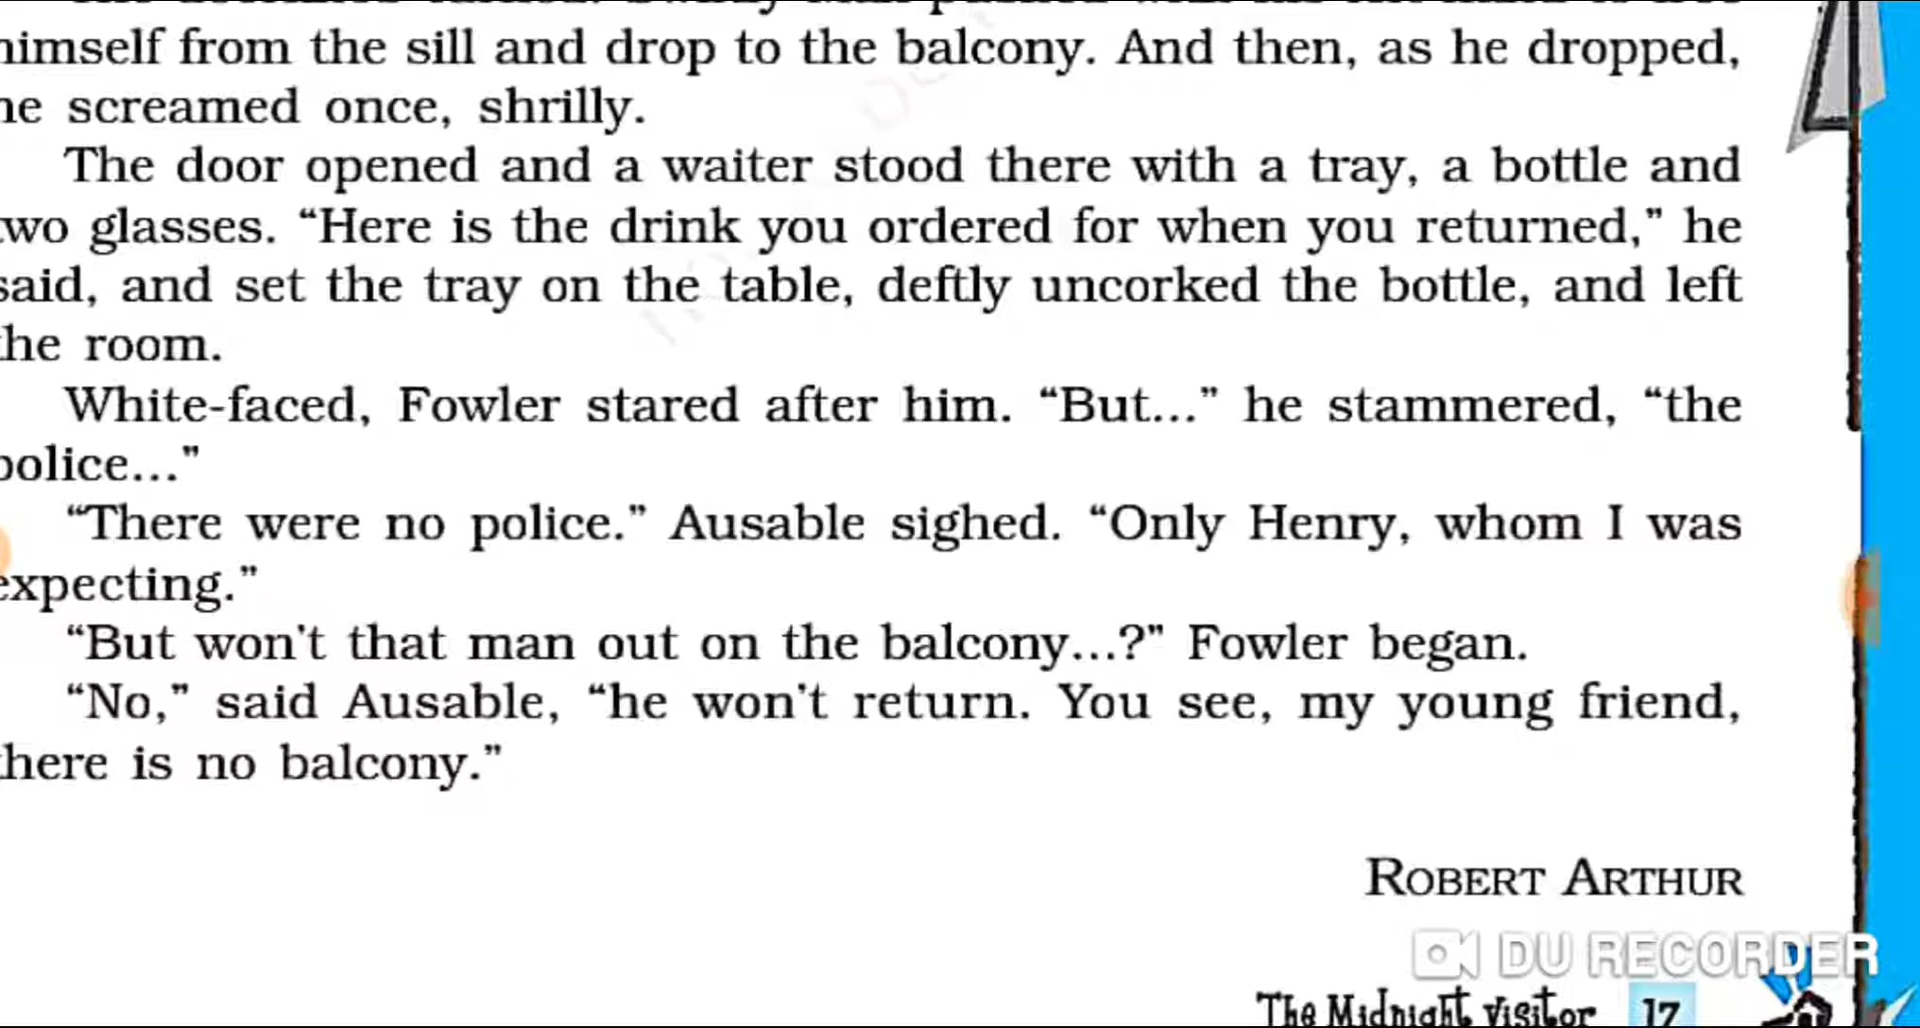 himself from the sill and drop to the balcony. And then, as he dropped,
he screamed once, shrilly.
The door opened and a waiter stood there with a tray, a bottle and
two glasses. “Here is the drink you ordered for when you returned,” he
said, and set the tray on the table, deftly uncorked the bottle, and left
the room.
White-faced, Fowler stared after him. “But...” he stammered, “the
police...”
“There were no police.” Ausable sighed. “Only Henry, whom I was
expecting.”
“But won't that man out on the balcony...?” Fowler began.
“No,” said Ausable, “he won't return. You see, my young friend,
there is no balcony.”
ROBERT ARTHUR
DU RECORDER
The Midnight Visitor 17